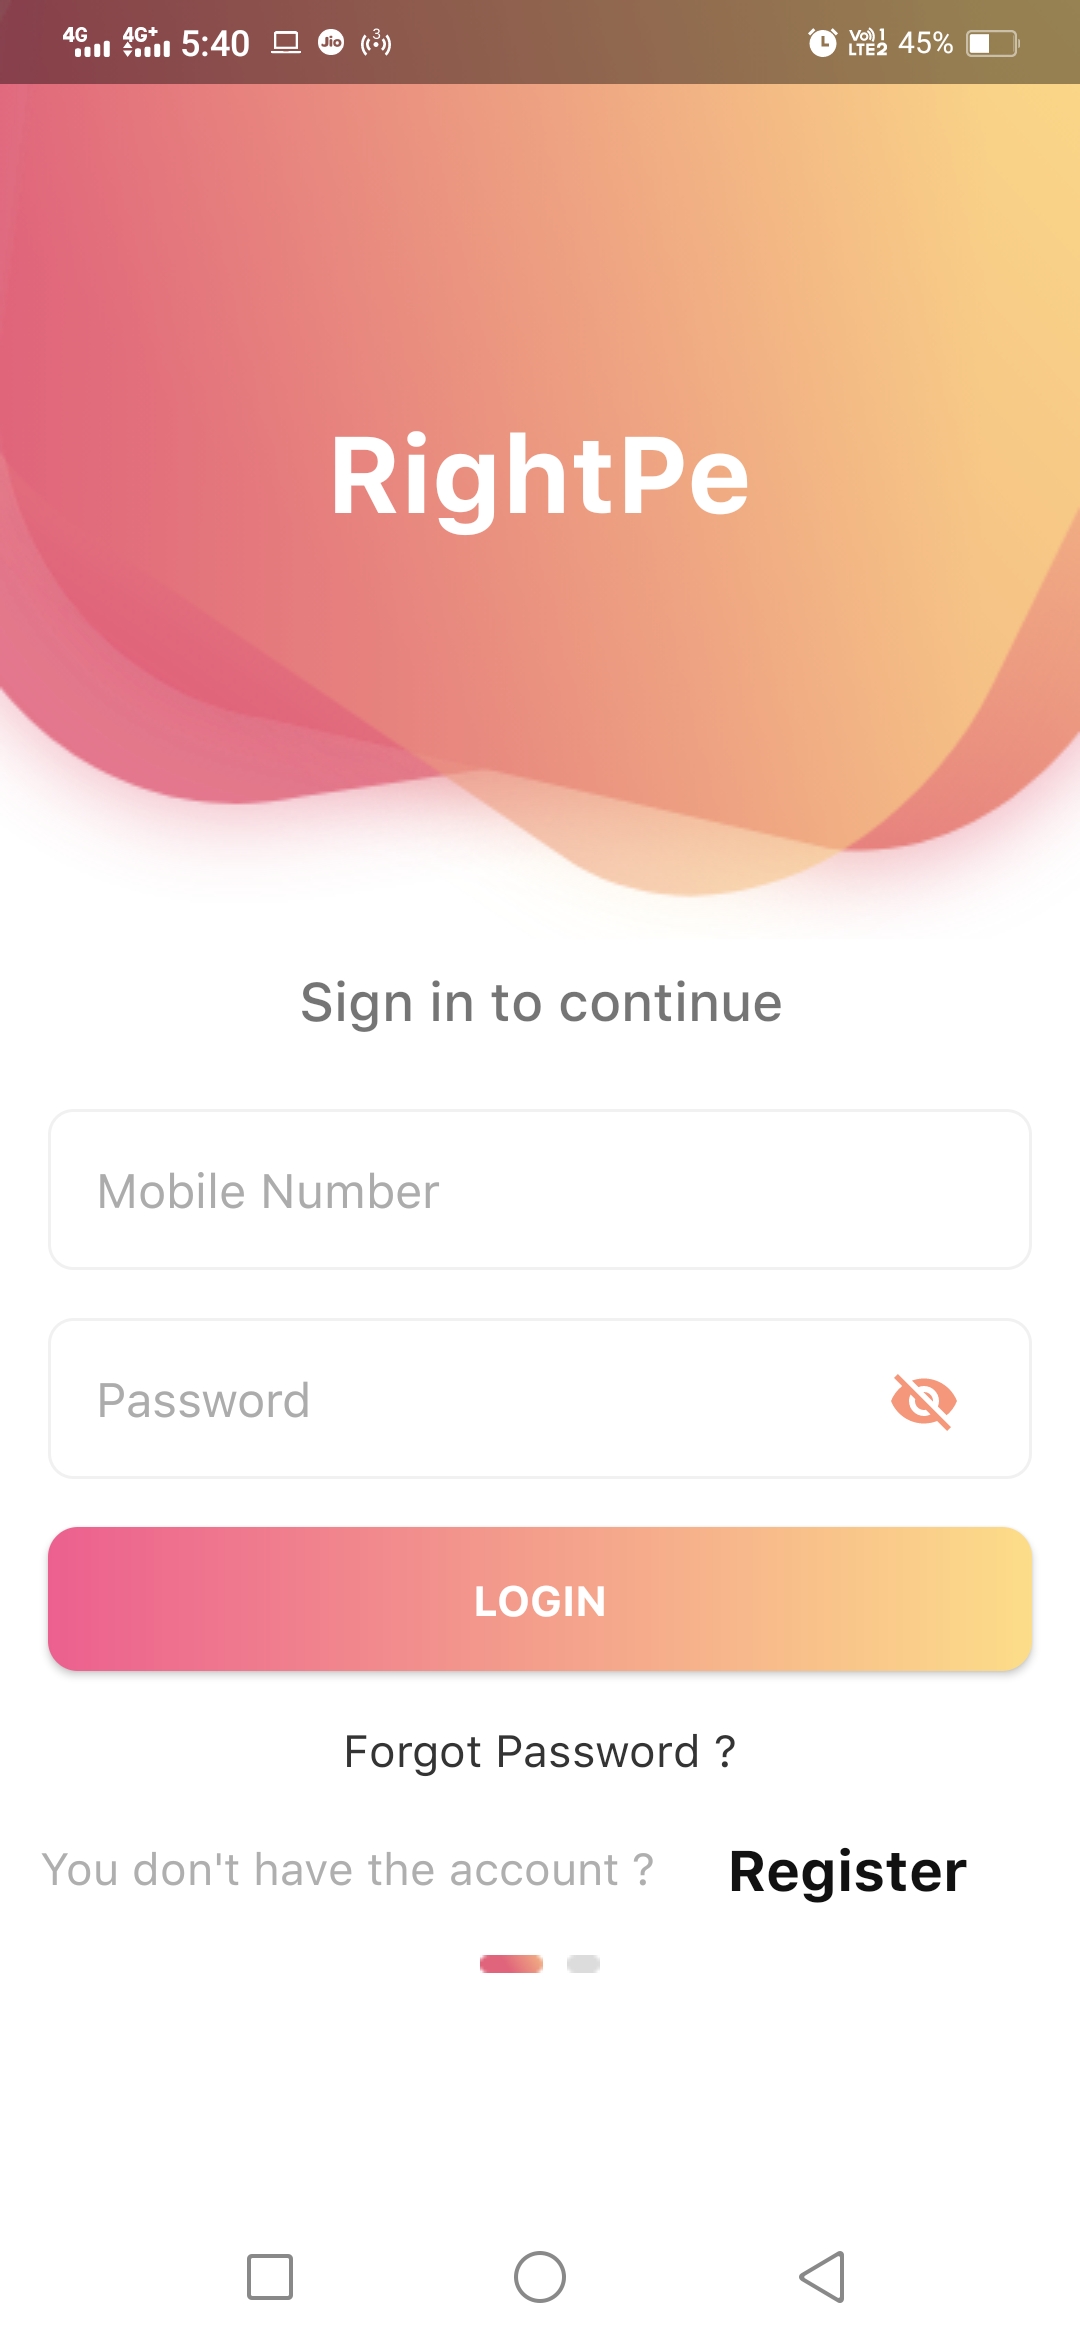 4G 4G+ 5:40 Jio 3 Vo) 1 LTE2 45%
RightPe
Sign in to continue
Mobile Number
Password
LOGIN
Forgot Password ?
You don't have the account ? Register